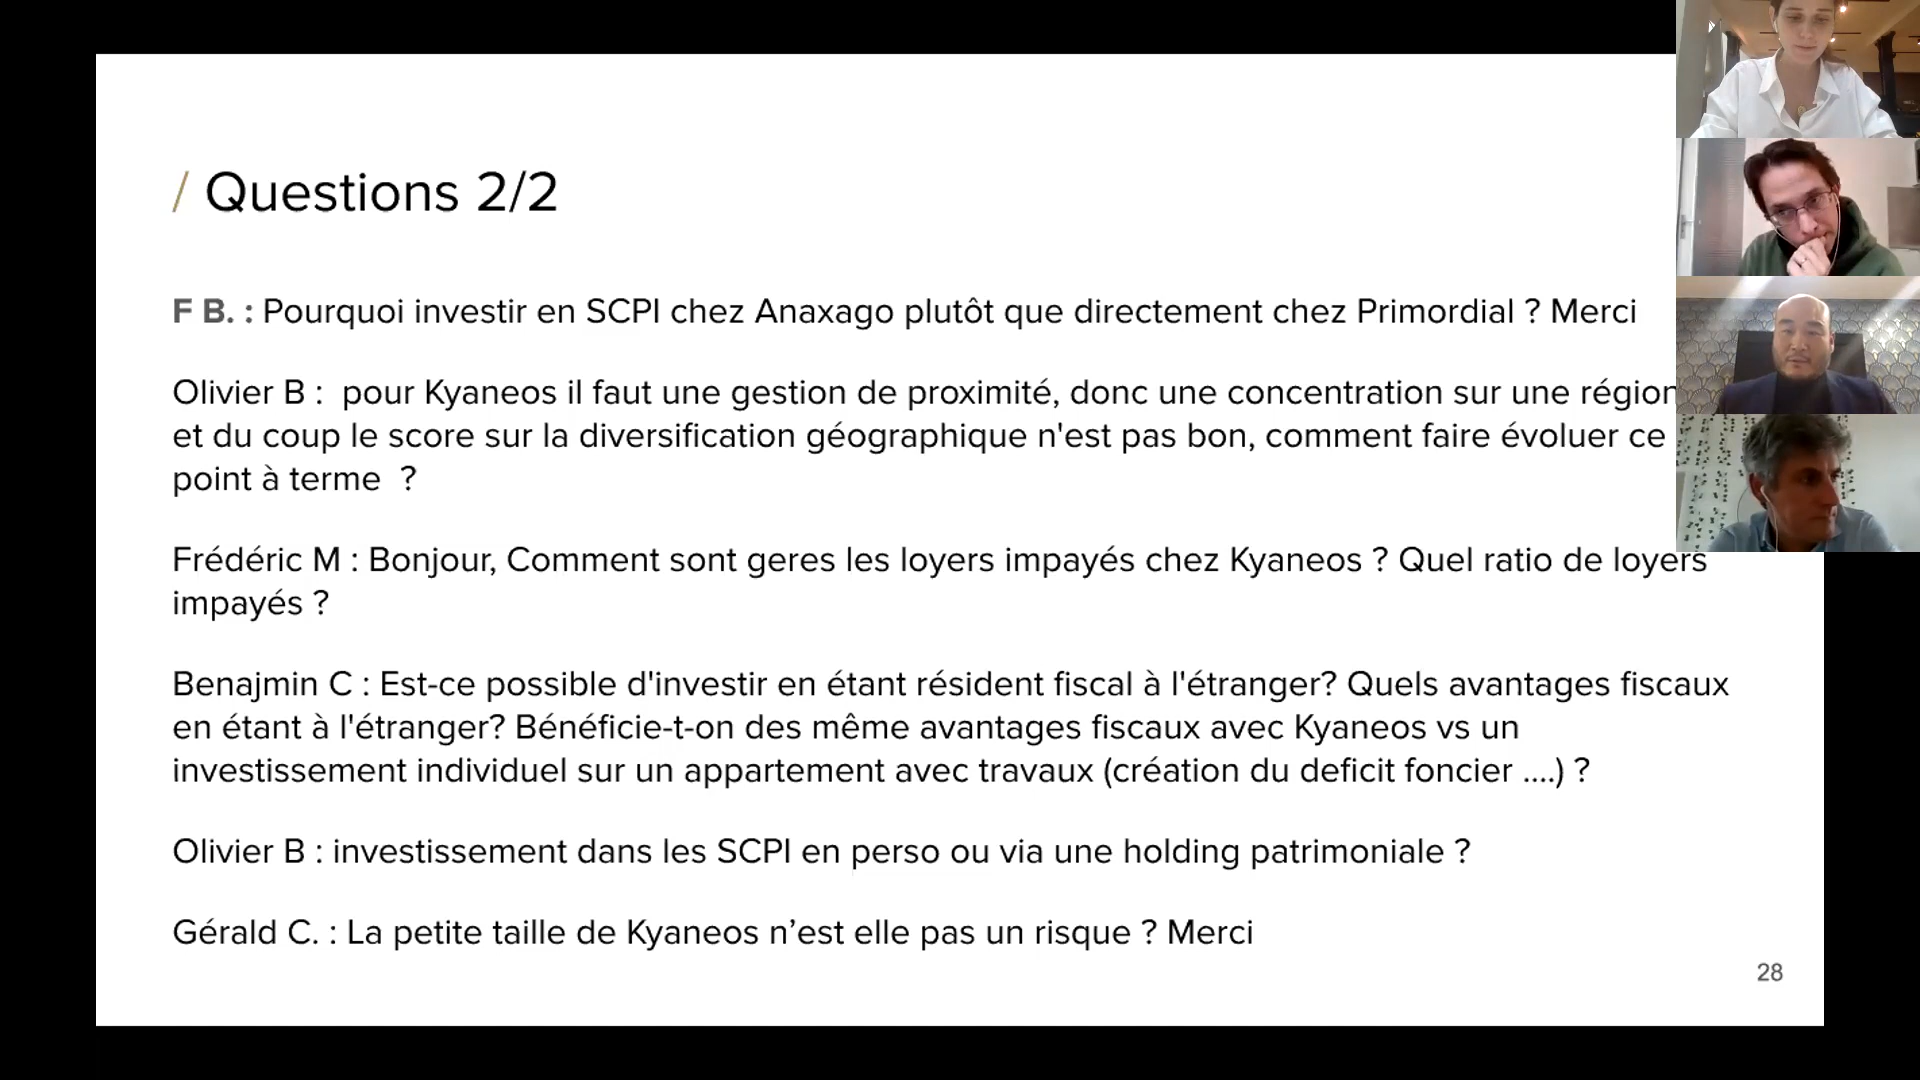 / Questions 2/2
F B. : Pourquoi investir en SCPI chez Anaxago plutôt que directement chez Primordial ? Merci
Olivier B :  pour Kyaneos il faut une gestion de proximité, donc une concentration sur une région
et du coup le score sur la diversification géographique n'est pas bon, comment faire évoluer ce
point à terme  ?
Frédéric M : Bonjour, Comment sont geres les loyers impayés chez Kyaneos ? Quel ratio de loyers
impayés ?
Benajmin C : Est-ce possible d'investir en étant résident fiscal à l'étranger? Quels avantages fiscaux
en étant à l'étranger? Bénéficie-t-on des même avantages fiscaux avec Kyaneos vs un
investissement individuel sur un appartement avec travaux (création du deficit foncier ....) ?
Olivier B : investissement dans les SCPI en perso ou via une holding patrimoniale ?
Gérald C. : La petite taille de Kyaneos n’est elle pas un risque ? Merci
28